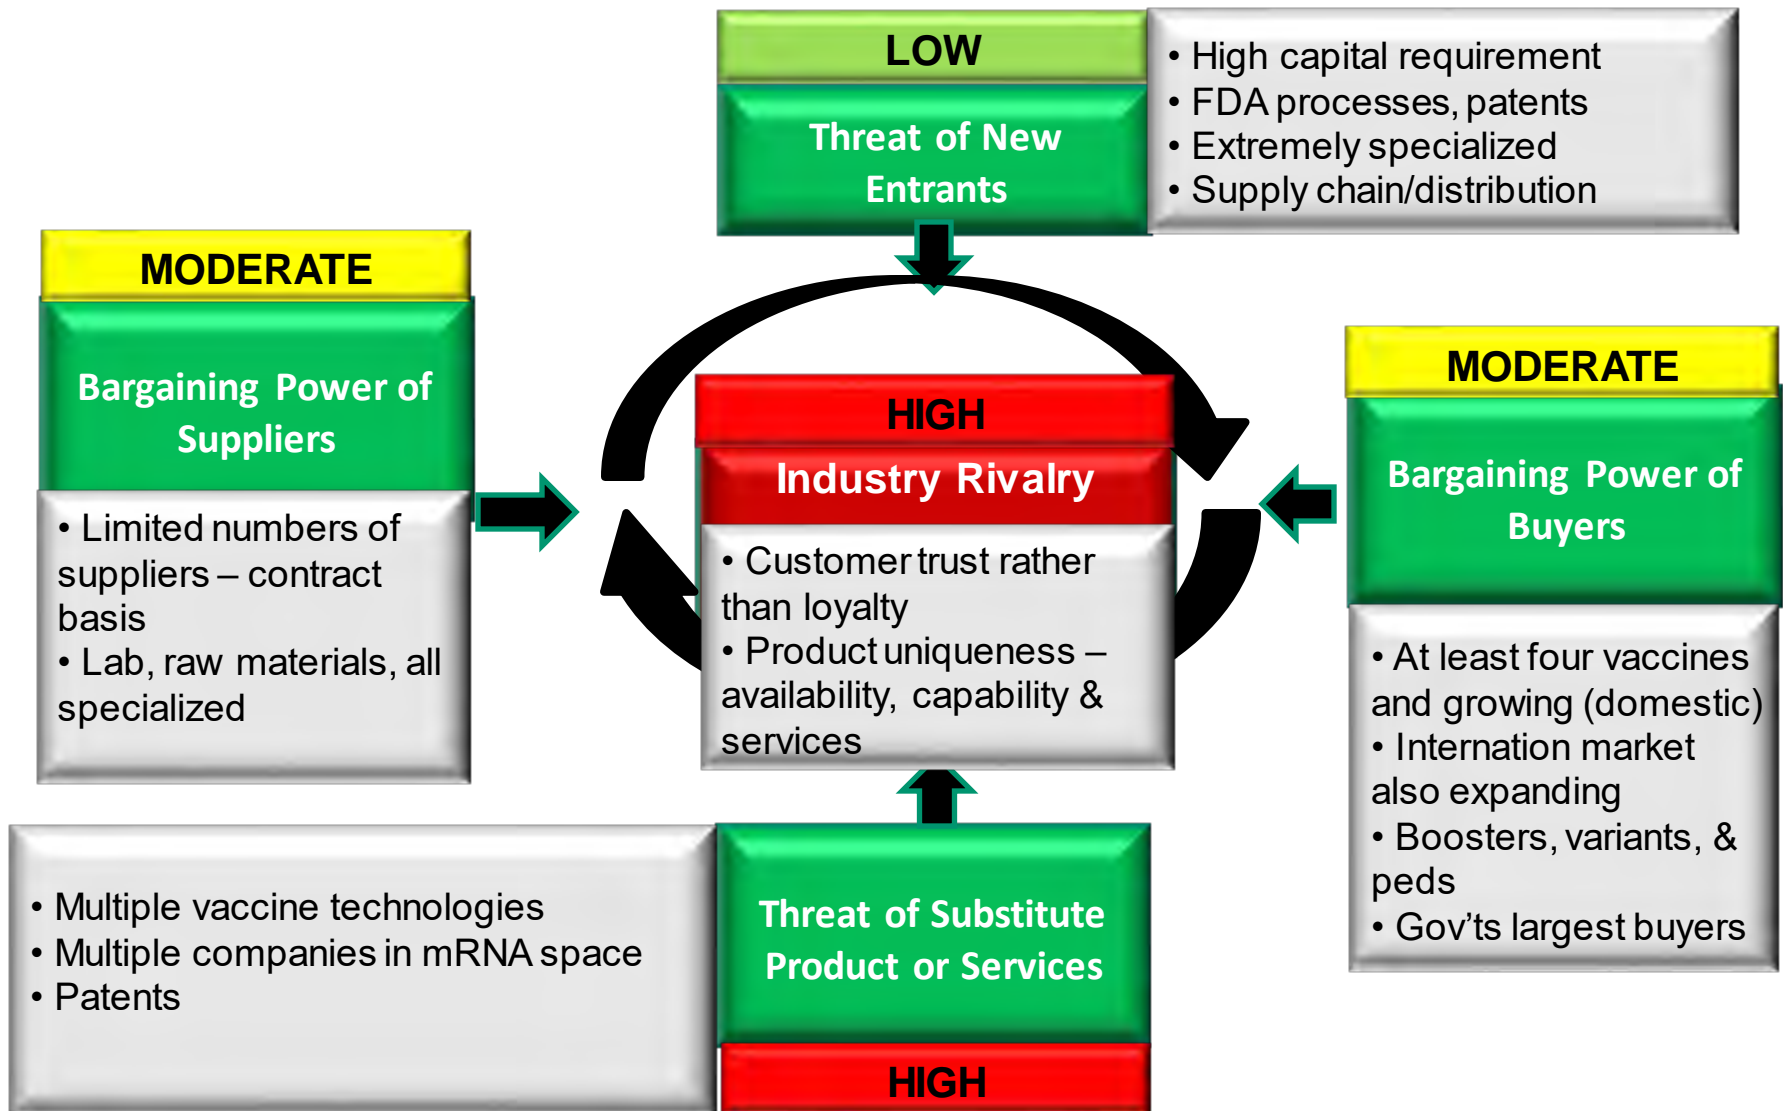 LOW
Threat of New
Entrants
• High capital requirement
• FDA processes, patents
• Extremely specialized
• Supply chain/distribution
MODERATE
Bargaining Power of
Suppliers
• Limited numbers of
suppliers – contract
basis
• Lab, raw materials, all
specialized
HIGH
Industry Rivalry
• Customer trust rather
than loyalty
• Product uniqueness –
availability, capability &
services
MODERATE
Bargaining Power of
Buyers
• At least four vaccines
and growing (domestic)
• Internation market
also expanding
• Boosters, variants, &
peds
• Gov’ts largest buyers
• Multiple vaccine technologies
• Multiple companies in mRNA space
• Patents
Threat of Substitute
Product or Services
HIGH